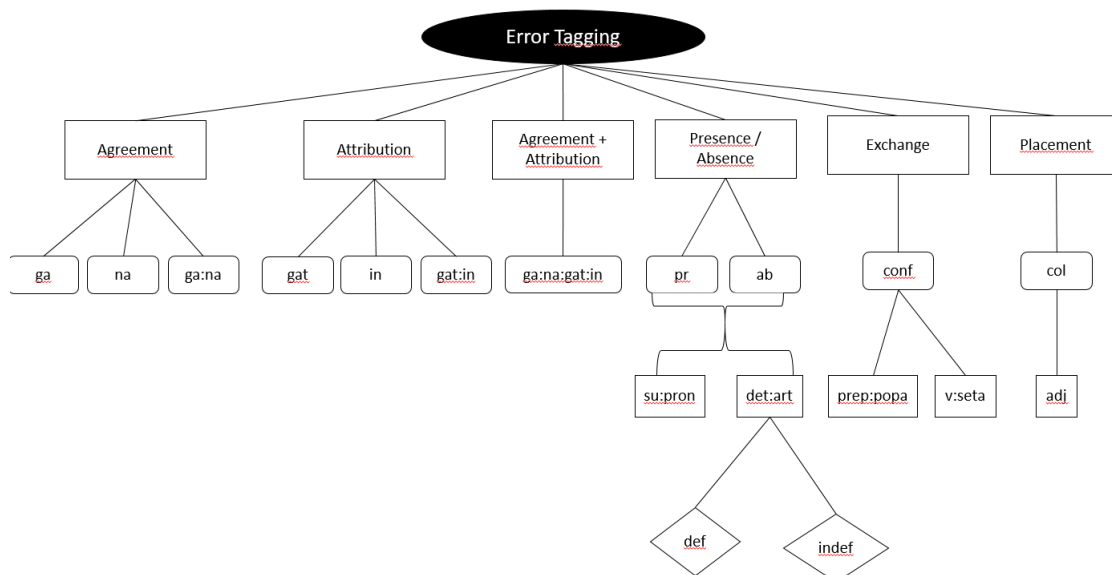 Error Tagging
Agreement
Attribution
Agreement +
Attribution
Presence /
Absence
Exchange
Placement
ga
na
ga:na
gat
in
gat:in
ga:na:gat:in
pr
ab
conf
col
su:pron
det:art
prep:popa
v:seta
adj
def
indef